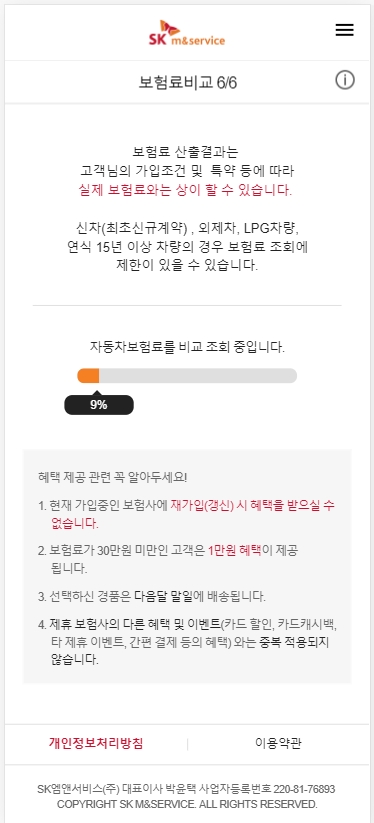 SK m&service
보험료비교 6/6
보험료 산출결과는
고객님의 가입조건 및 특약 등에 따라
실제 보험료와는 상이 할 수 있습니다.
신차(최초신규계약) , 외제차, LPG차량,
연식 15년 이상 차량의 경우 보험료 조회에
제한이 있을 수 있습니다.
자동차보험료를 비교 조회 중입니다.
9%
혜택 제공 관련 꼭 알아두세요!
1. 현재 가입중인 보험사에 재가입(갱신) 시 혜택을 받으실 수
없습니다.
2. 보험료가 30만원 미만인 고객은 1만원 혜택이 제공
됩니다.
3. 선택하신 경품은 다음달 말일에 배송됩니다.
4. 제휴 보험사의 다른 혜택 및 이벤트(카드 할인, 카드캐시백,
타 제휴 이벤트, 간편 결제 등의 혜택) 와는 중복 적용되지
않습니다.
개인정보처리방침
이용약관
SK엠앤서비스(주) 대표이사 박윤택 사업자등록번호 220-81-76893
COPYRIGHT SK M&SERVICE. ALL RIGHTS RESERVED.